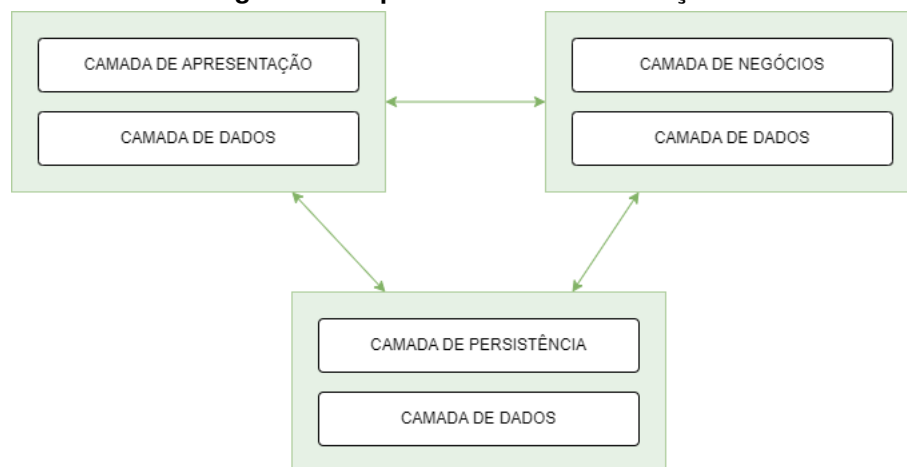 CAMADA DE APRESENTAÇÃO
CAMADA DE DADOS
CAMADA DE NEGÓCIOS
CAMADA DE DADOS
CAMADA DE PERSISTÊNCIA
CAMADA DE DADOS